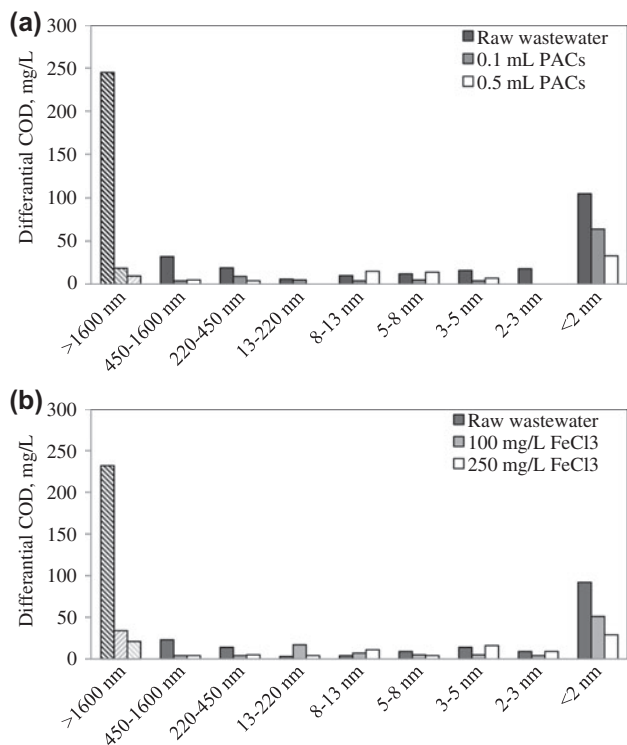 (a)
300
250
200
150
100
50
0
Differantial COD, mg/L
Raw wastewater
0.1 mL PACs
0.5 mL PACs
>1600 nm
450-1600 nm
220-450 nm
13-220 nm
8-13 nm
5-8 nm
3-5 nm
2-3 nm
<2 nm
(b)
300
250
200
150
100
50
0
Differantial COD, mg/L
Raw wastewater
100 mg/L FeCl3
250 mg/L FeCl3
>1600 nm
450-1600 nm
220-450 nm
13-220 nm
8-13 nm
5-8 nm
3-5 nm
2-3 nm
<2 nm